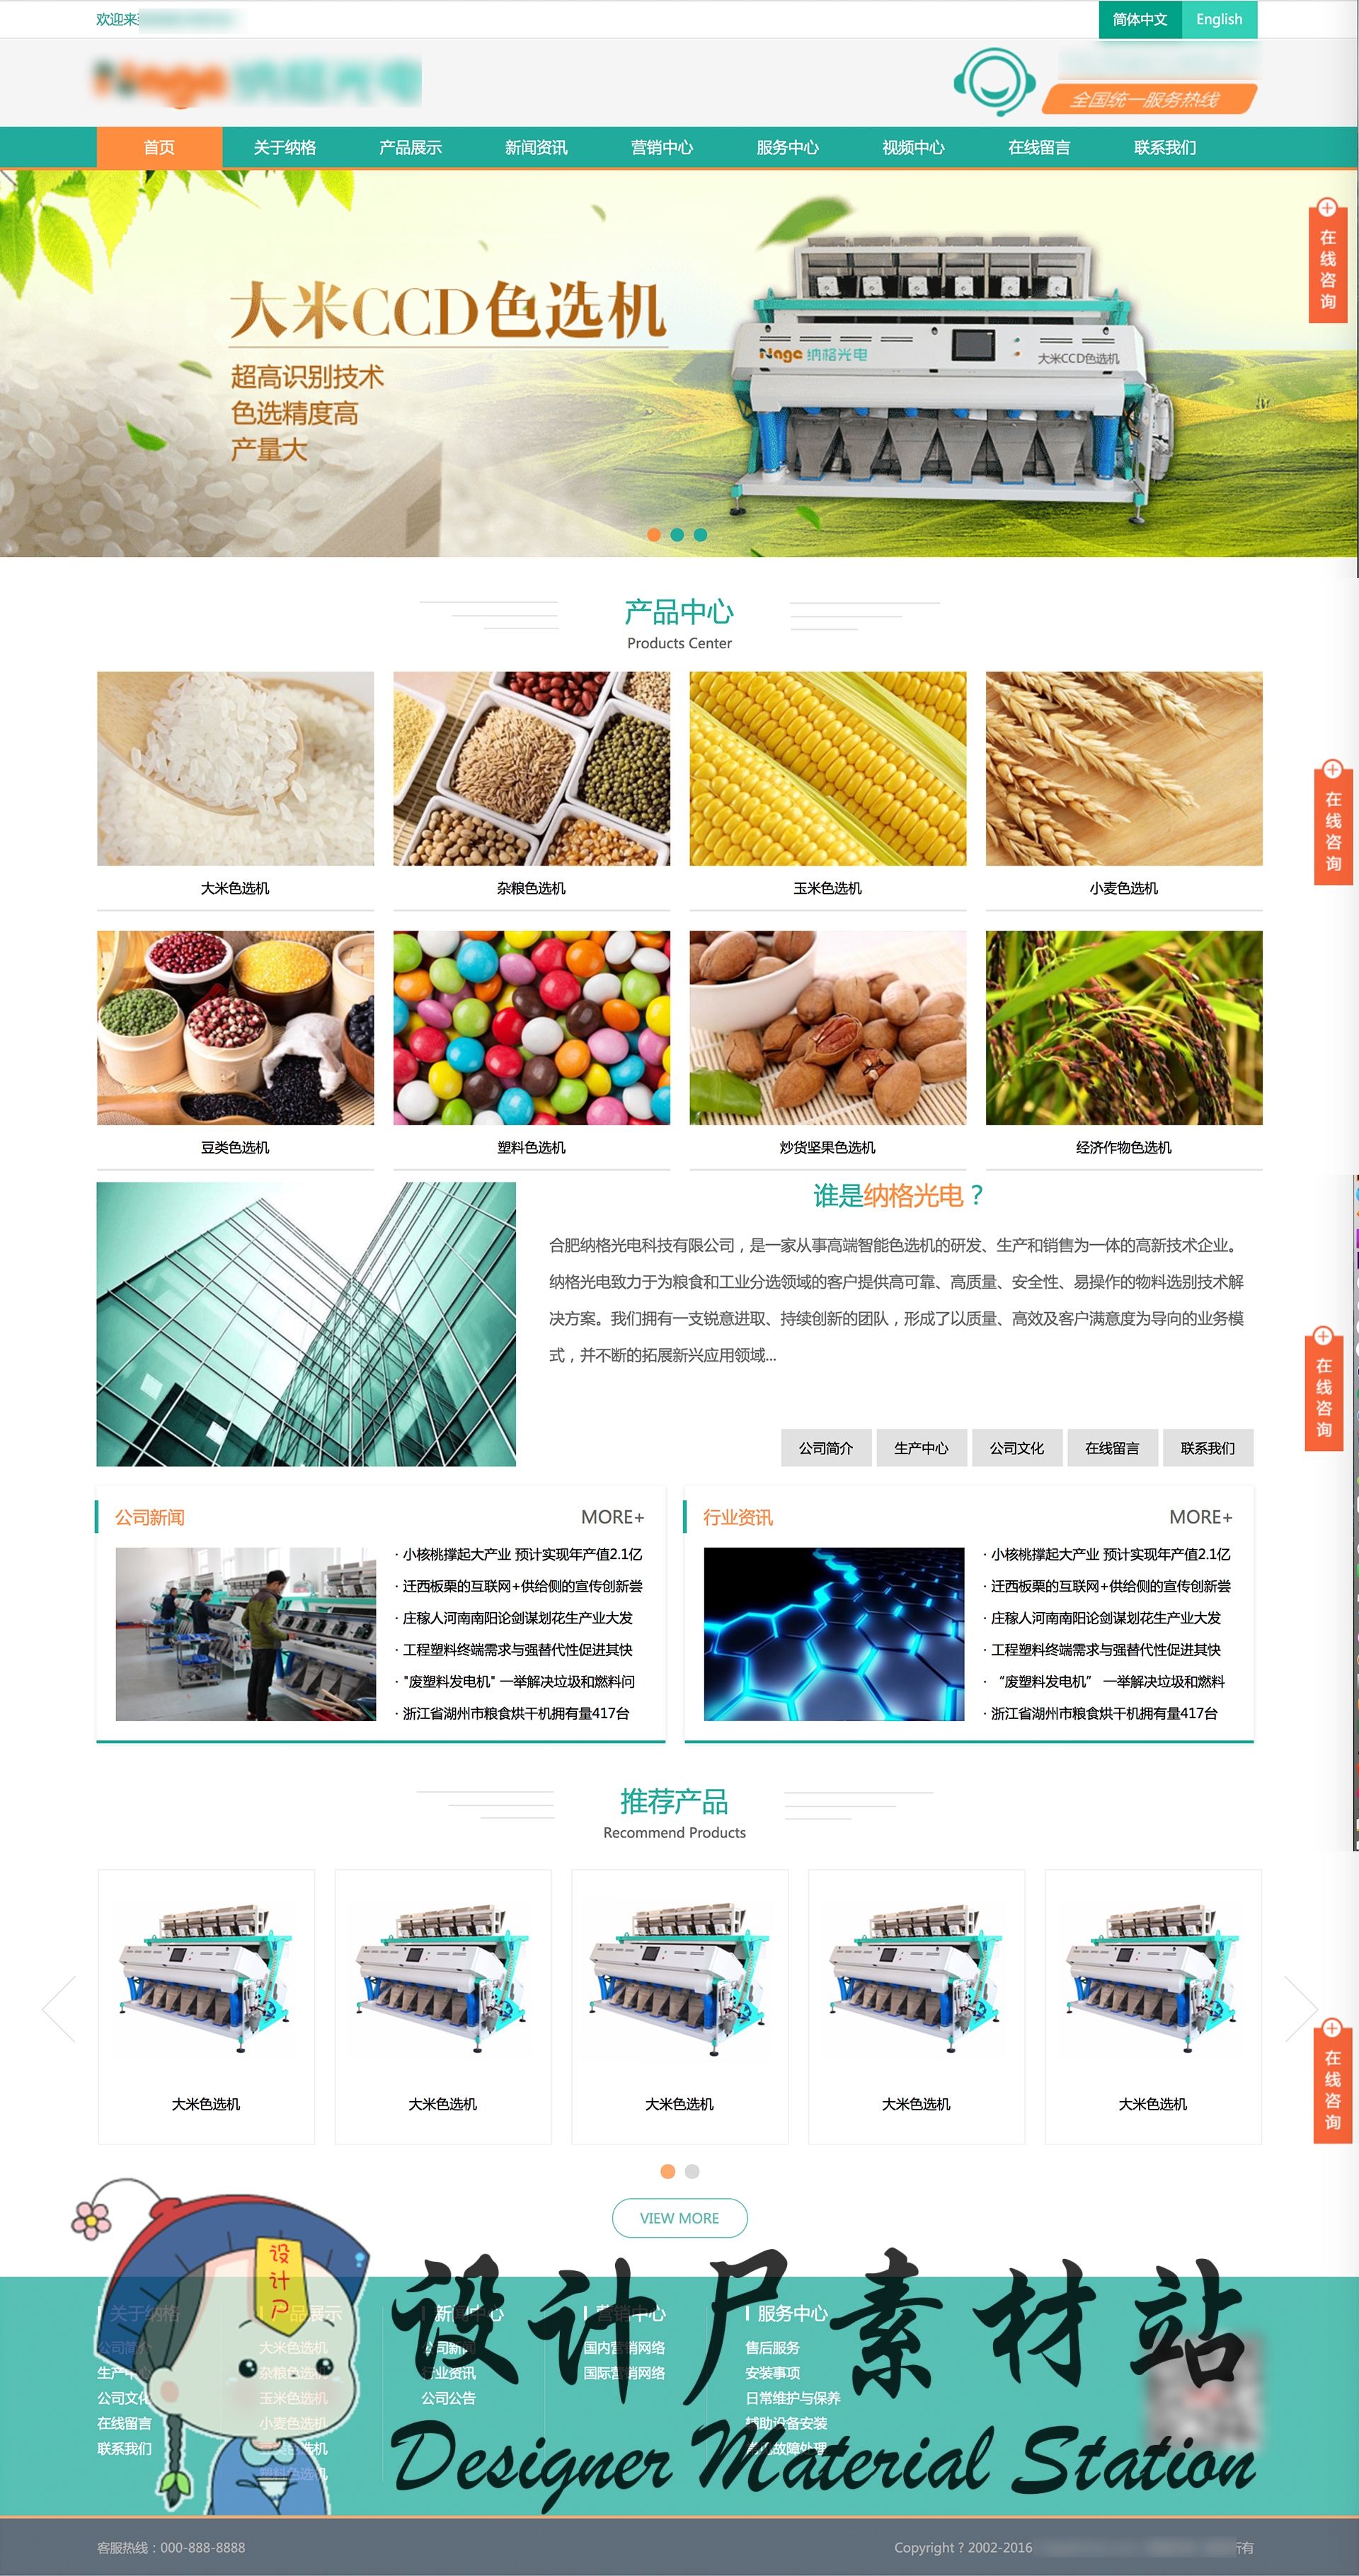 欢迎来
简体中文 English
Nage 纳格光电
全国统一服务热线
首页 关于纳格 产品展示 新闻资讯 营销中心 服务中心 视频中心 在线留言 联系我们
大米CCD色选机
超高识别技术
色选精度高
产量大
Nage 纳格光电
大米CCD色选机
在线咨询
产品中心
Products Center
大米色选机 杂粮色选机 玉米色选机 小麦色选机
在线咨询
豆类色选机 塑料色选机 炒货坚果色选机 经济作物色选机
谁是纳格光电？
合肥纳格光电科技有限公司，是一家从事高端智能色选机的研发、生产和销售为一体的高新技术企业。
纳格光电致力于为粮食和工业分选领域的客户提供高可靠、高质量、安全性、易操作的物料选别技术解
决方案。我们拥有一支锐意进取、持续创新的团队，形成了以质量、高效及客户满意度为导向的业务模
式，并不断的拓展新兴应用领域...
在线咨询
公司简介 生产中心 公司文化 在线留言 联系我们
公司新闻 MORE+
· 小核桃撑起大产业 预计实现年产值2.1亿
· 迁西板栗的互联网+供给侧的宣传创新尝
· 庄稼人河南南阳论剑谋划花生产业大发
· 工程塑料终端需求与强替代性促进其快
· "废塑料发电机" 一举解决垃圾和燃料问
· 浙江省湖州市粮食烘干机拥有量417台
行业资讯 MORE+
· 小核桃撑起大产业 预计实现年产值2.1亿
· 迁西板栗的互联网+供给侧的宣传创新尝
· 庄稼人河南南阳论剑谋划花生产业大发
· 工程塑料终端需求与强替代性促进其快
· “废塑料发电机” 一举解决垃圾和燃料
· 浙江省湖州市粮食烘干机拥有量417台
推荐产品
Recommend Products
大米色选机 大米色选机 大米色选机 大米色选机 大米色选机
在线咨询
VIEW MORE
设计尸
设计尸素材站
Designer Material Station
关于纳格
公司简介
生产中心
公司文化
在线留言
联系我们
产品展示
大米色选机
杂粮色选机
玉米色选机
小麦色选机
豆类色选机
塑料色选机
新闻中心
公司新闻
行业资讯
公司公告
营销中心
国内营销网络
国际营销网络
服务中心
售后服务
安装事项
日常维护与保养
辅助设备安装
常见故障处理
客服热线：000-888-8888
Copyright ? 2002-2016
所有